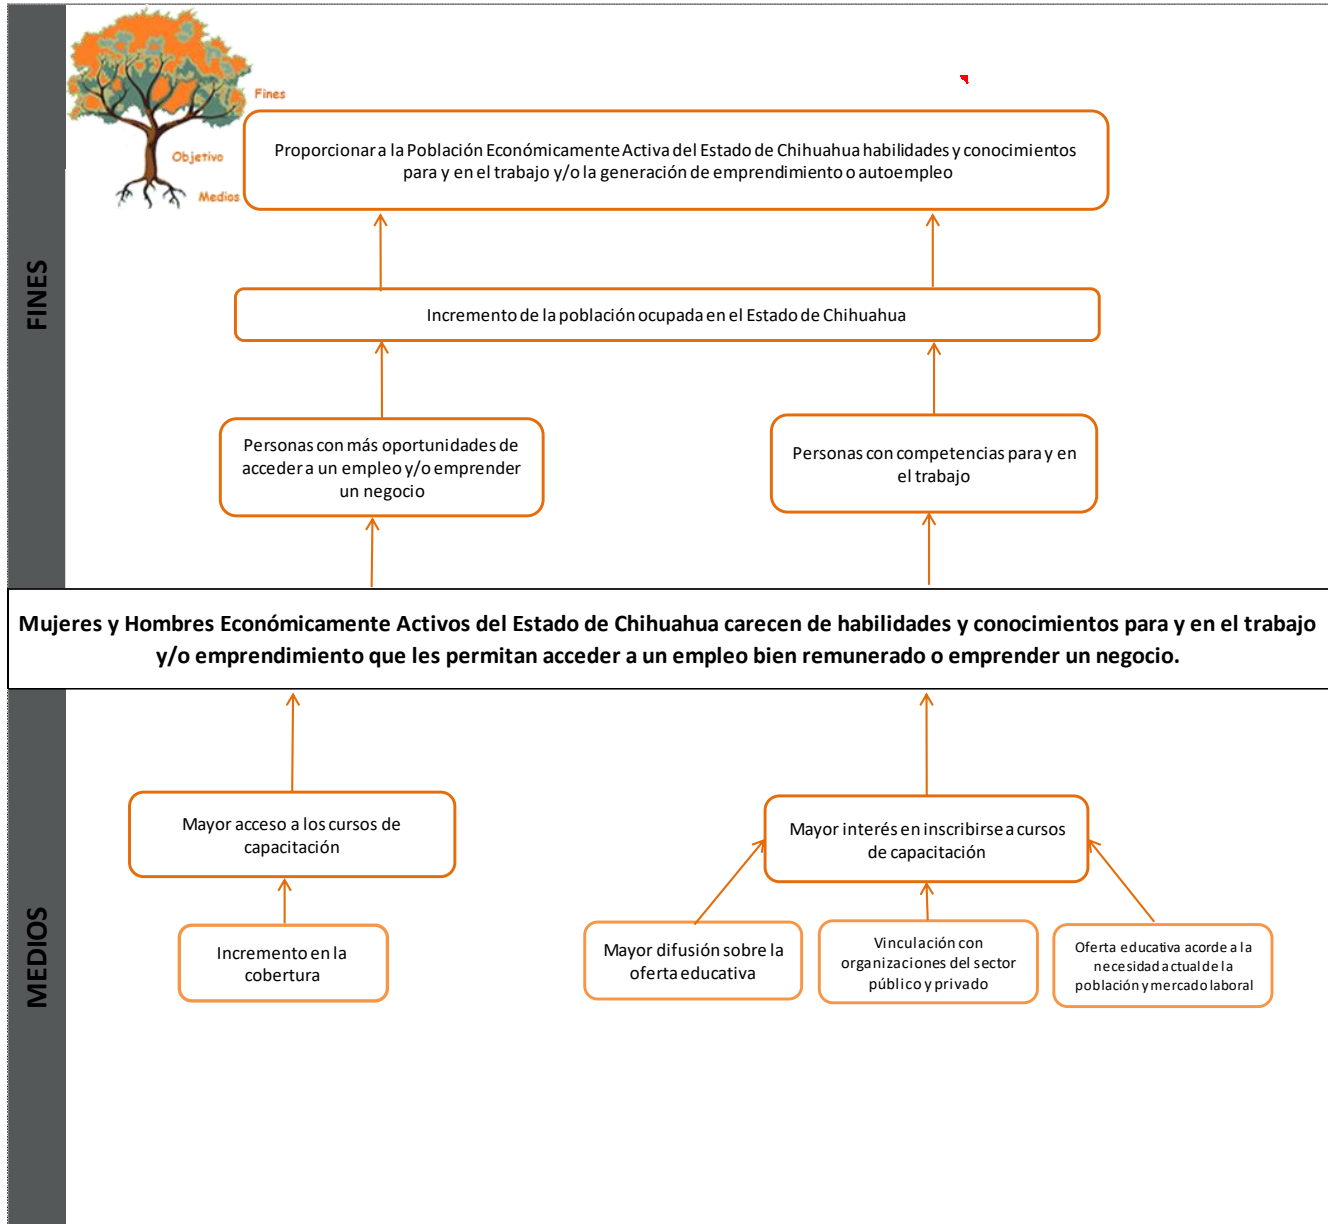 Fines
Objetivo
Medios
FINES
Proporcionar a la Población Económicamente Activa del Estado de Chihuahua habilidades y conocimientos
para y en el trabajo y/o la generación de emprendimiento o autoempleo
Incremento de la población ocupada en el Estado de Chihuahua
Personas con más oportunidades de
acceder a un empleo y/o emprender
un negocio
Personas con competencias para y en
el trabajo
Mujeres y Hombres Económicamente Activos del Estado de Chihuahua carecen de habilidades y conocimientos para y en el trabajo
y/o emprendimiento que les permitan acceder a un empleo bien remunerado o emprender un negocio.
MEDIOS
Mayor acceso a los cursos de
capacitación
Mayor interés en inscribirse a cursos
de capacitación
Incremento en la
cobertura
Mayor difusión sobre la
oferta educativa
Vinculación con
organizaciones del sector
público y privado
Oferta educativa acorde a la
necesidad actual de la
población y mercado laboral